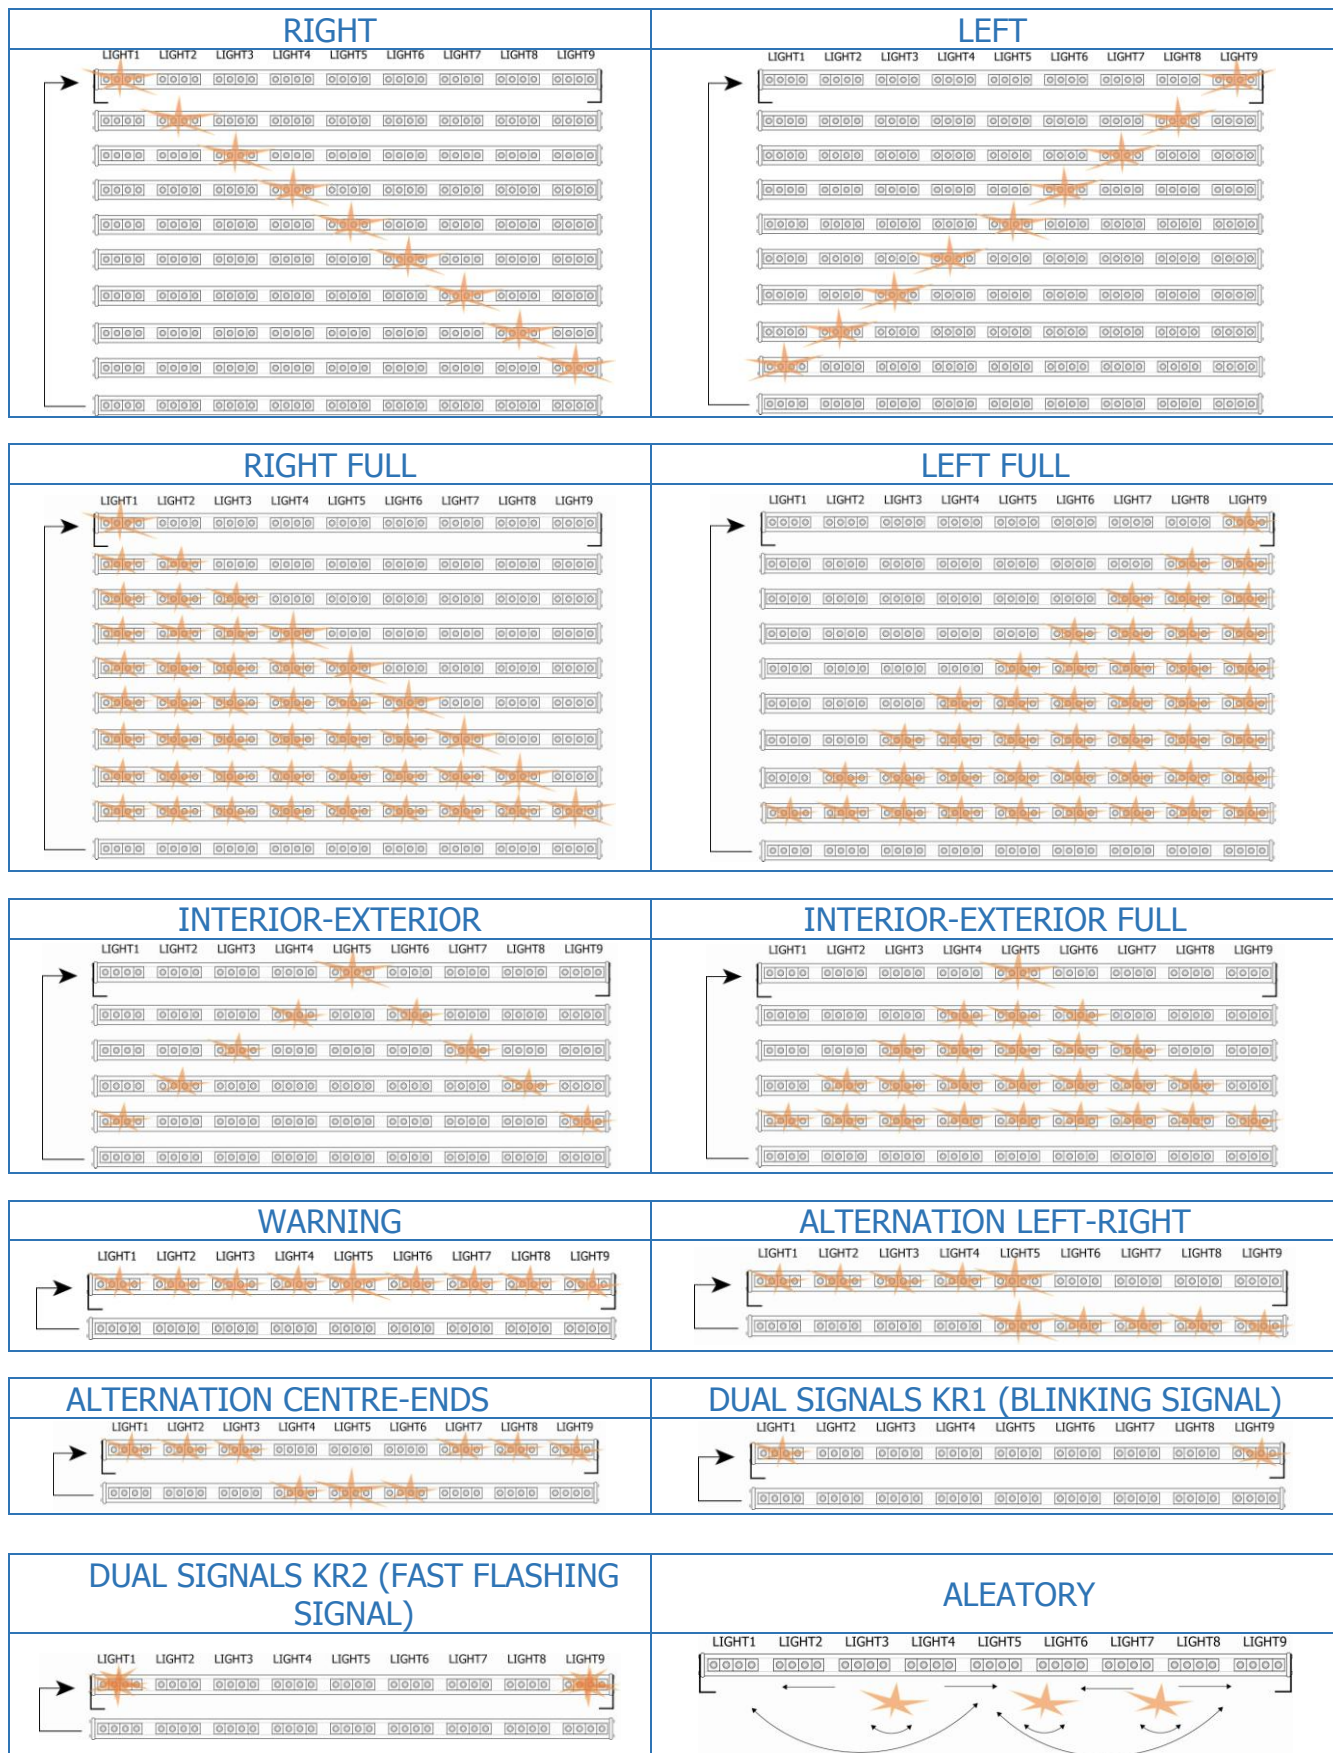 RIGHT
LEFT
LIGHT1 LIGHT2 LIGHT3 LIGHT4 LIGHT5 LIGHT6 LIGHT7 LIGHT8 LIGHT9
LIGHT1 LIGHT2 LIGHT3 LIGHT4 LIGHT5 LIGHT6 LIGHT7 LIGHT8 LIGHT9
RIGHT FULL
LEFT FULL
LIGHT1 LIGHT2 LIGHT3 LIGHT4 LIGHT5 LIGHT6 LIGHT7 LIGHT8 LIGHT9
LIGHT1 LIGHT2 LIGHT3 LIGHT4 LIGHT5 LIGHT6 LIGHT7 LIGHT8 LIGHT9
INTERIOR-EXTERIOR
INTERIOR-EXTERIOR FULL
LIGHT1 LIGHT2 LIGHT3 LIGHT4 LIGHT5 LIGHT6 LIGHT7 LIGHT8 LIGHT9
LIGHT1 LIGHT2 LIGHT3 LIGHT4 LIGHT5 LIGHT6 LIGHT7 LIGHT8 LIGHT9
WARNING
ALTERNATION LEFT-RIGHT
LIGHT1 LIGHT2 LIGHT3 LIGHT4 LIGHT5 LIGHT6 LIGHT7 LIGHT8 LIGHT9
LIGHT1 LIGHT2 LIGHT3 LIGHT4 LIGHT5 LIGHT6 LIGHT7 LIGHT8 LIGHT9
ALTERNATION CENTRE-ENDS
DUAL SIGNALS KR1 (BLINKING SIGNAL)
LIGHT1 LIGHT2 LIGHT3 LIGHT4 LIGHT5 LIGHT6 LIGHT7 LIGHT8 LIGHT9
LIGHT1 LIGHT2 LIGHT3 LIGHT4 LIGHT5 LIGHT6 LIGHT7 LIGHT8 LIGHT9
DUAL SIGNALS KR2 (FAST FLASHING
SIGNAL)
ALEATORY
LIGHT1 LIGHT2 LIGHT3 LIGHT4 LIGHT5 LIGHT6 LIGHT7 LIGHT8 LIGHT9
LIGHT1 LIGHT2 LIGHT3 LIGHT4 LIGHT5 LIGHT6 LIGHT7 LIGHT8 LIGHT9